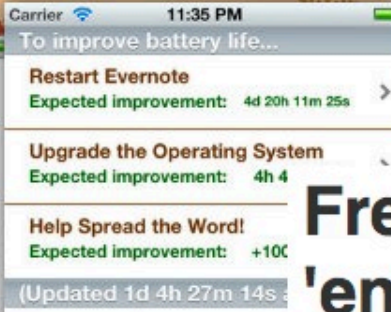 Carrier 11:35 PM
To improve battery life...
Restart Evernote
Expected improvement: 4d 20h 11m 25s
Upgrade the Operating System
Expected improvement: 4h 4
Help Spread the Word!
Expected improvement: +100
Fre
(Updated 1d 4h 27m 14s a
'en